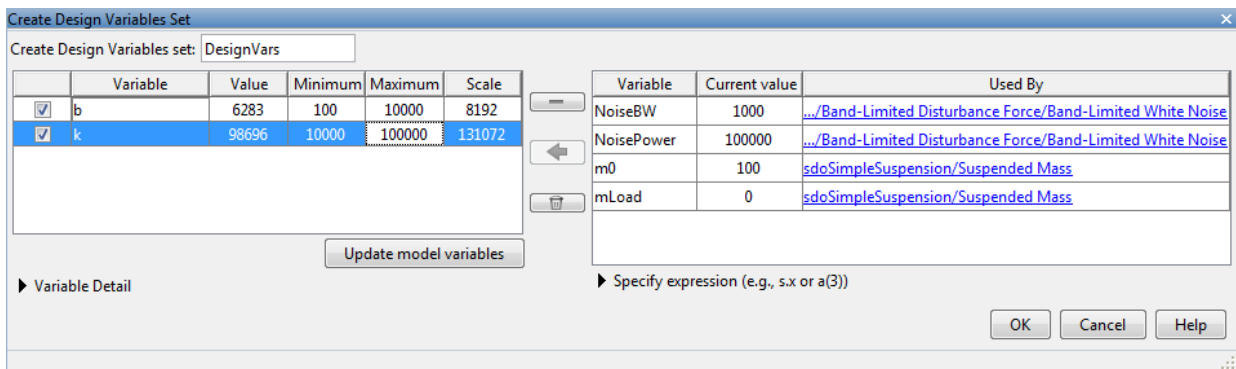 Create Design Variables Set
Create Design Variables set: DesignVars
Variable Value Minimum Maximum Scale
b 6283 100 10000 8192
k 98696 10000 100000 131072
Update model variables
Variable Detail
Variable Current value Used By
NoiseBW 1000 .../Band-Limited Disturbance Force/Band-Limited White Noise
NoisePower 100000 .../Band-Limited Disturbance Force/Band-Limited White Noise
m0 100 sdoSimpleSuspension/Suspended Mass
mLoad 0 sdoSimpleSuspension/Suspended Mass
Specify expression (e.g., s.x or a(3))
OK Cancel Help